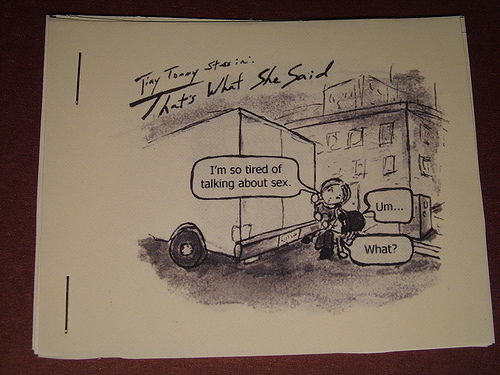 Tiny Tommy stars in:
That's What She Said
I'm so tired of
talking about sex.
Um...
What?